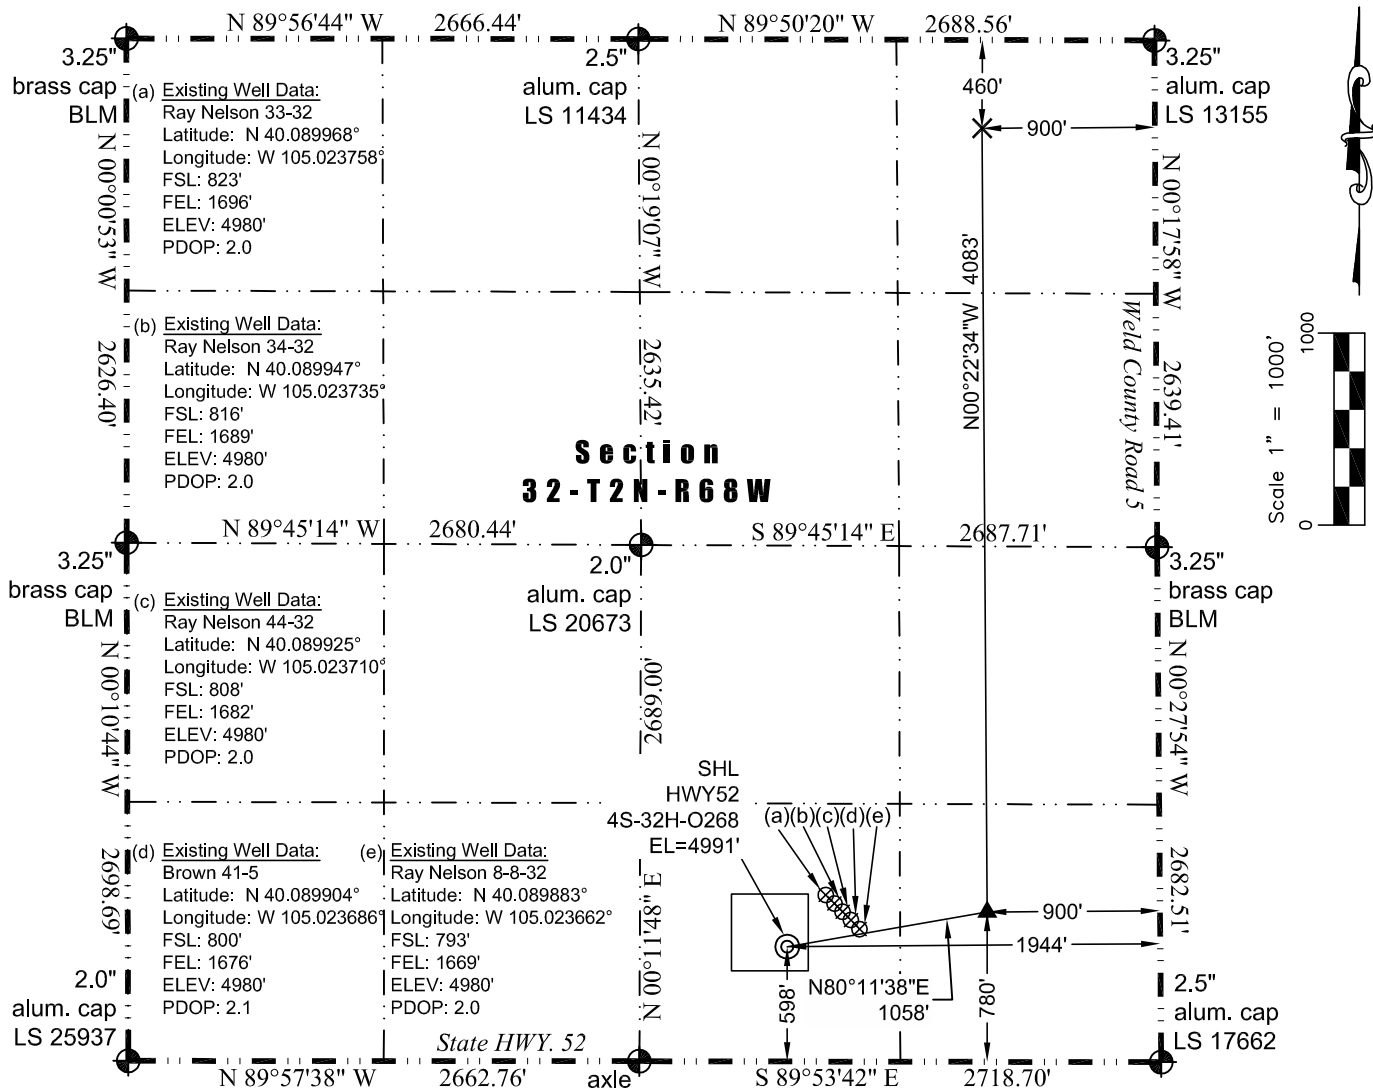 N 89°56'44" W 2666.44' N 89°50'20" W 2688.56'
3.25"
brass cap
BLM
2.5"
alum. cap
LS 11434
3.25"
alum. cap
LS 13155
460'
900'
(a) Existing Well Data:
Ray Nelson 33-32
Latitude: N 40.089968°
Longitude: W 105.023758°
FSL: 823'
FEL: 1696'
ELEV: 4980'
PDOP: 2.0
N 00°00'53" W
2626.40'
N 00°19'07" W
2635.42'
N00°22'34"W 4083'
N 00°17'58" W
2639.41'
Weld County Road 5
Scale 1" = 1000'
0
1000
(b) Existing Well Data:
Ray Nelson 34-32
Latitude: N 40.089947°
Longitude: W 105.023735°
FSL: 816'
FEL: 1689'
ELEV: 4980'
PDOP: 2.0
Section
32-T2N-R68W
N 89°45'14" W 2680.44' S 89°45'14" E 2687.71'
3.25"
brass cap
BLM
2.0"
alum. cap
LS 20673
3.25"
brass cap
BLM
(c) Existing Well Data:
Ray Nelson 44-32
Latitude: N 40.089925°
Longitude: W 105.023710°
FSL: 808'
FEL: 1682'
ELEV: 4980'
PDOP: 2.0
N 00°10'44" W
2698.69'
2689.00'
N 00°11'48" E
N 00°27'54" W
2682.51'
SHL
HWY52
4S-32H-O268
EL=4991'
(a)(b)(c)(d)(e)
(d) Existing Well Data:
Brown 41-5
Latitude: N 40.089904°
Longitude: W 105.023686°
FSL: 800'
FEL: 1676'
ELEV: 4980'
PDOP: 2.1
(e) Existing Well Data:
Ray Nelson 8-8-32
Latitude: N 40.089883°
Longitude: W 105.023662°
FSL: 793'
FEL: 1669'
ELEV: 4980'
PDOP: 2.0
900'
1944'
N80°11'38"E
1058'
598'
780'
2.0"
alum. cap
LS 25937
2.5"
alum. cap
LS 17662
State HWY. 52
axle
N 89°57'38" W 2662.76' S 89°53'42" E 2718.70'